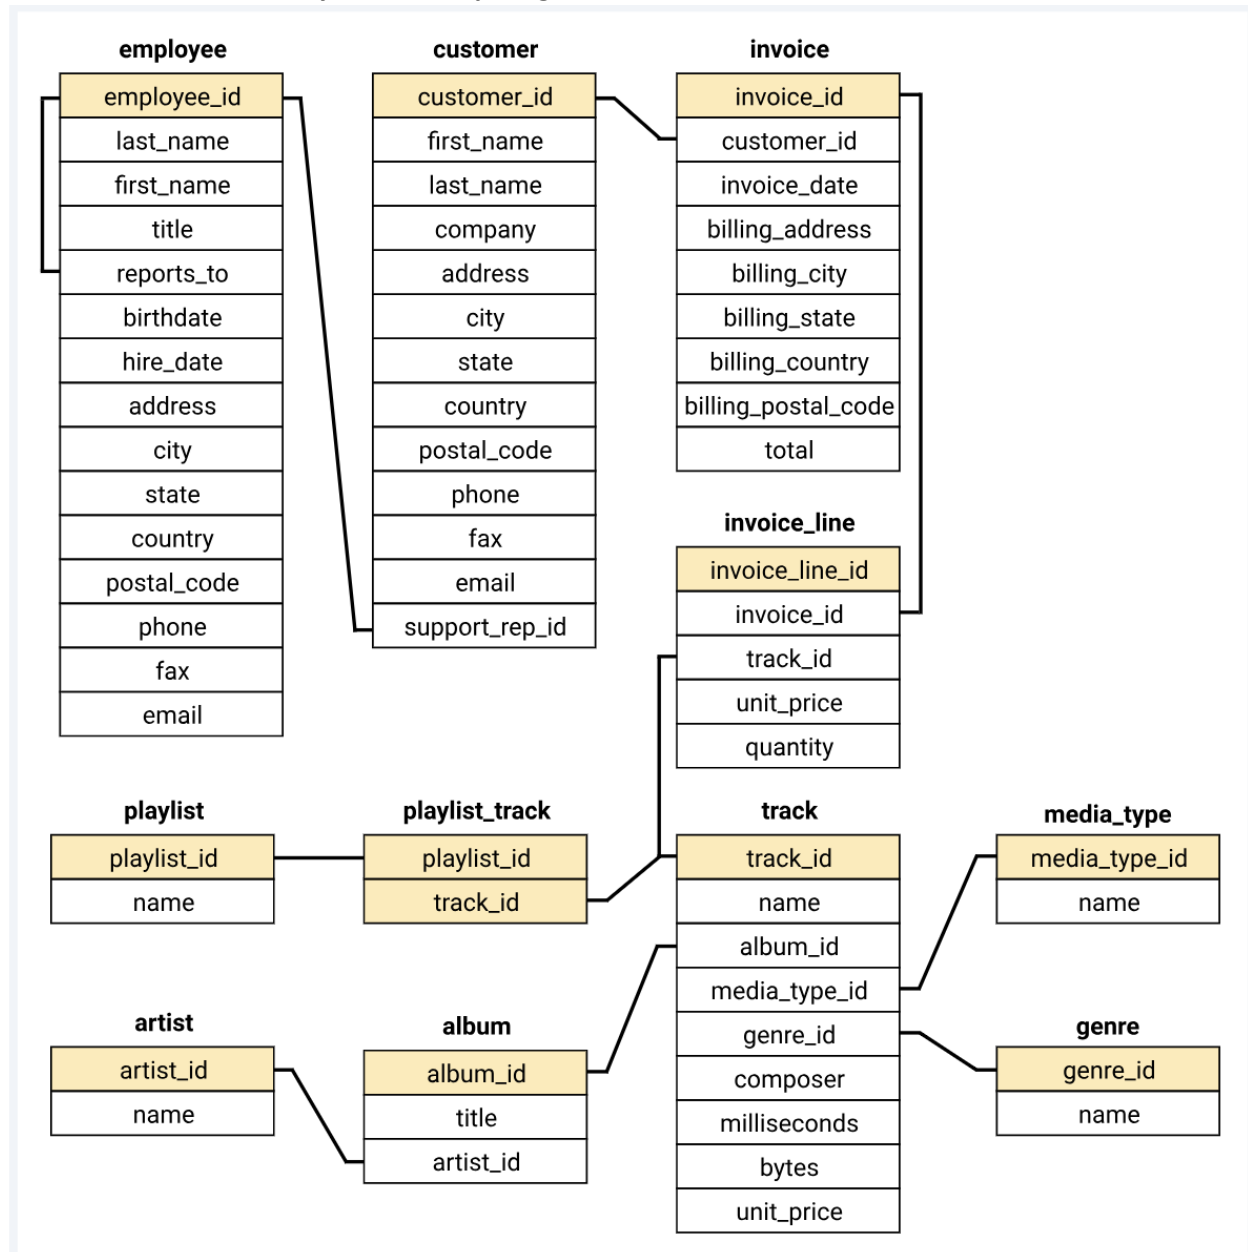 employee
employee_id
last_name
first_name
title
reports_to
birthdate
hire_date
address
city
state
country
postal_code
phone
fax
email
customer
customer_id
first_name
last_name
company
address
city
state
country
postal_code
phone
fax
email
support_rep_id
invoice
invoice_id
customer_id
invoice_date
billing_address
billing_city
billing_state
billing_country
billing_postal_code
total
invoice_line
invoice_line_id
invoice_id
track_id
unit_price
quantity
playlist
playlist_id
name
playlist_track
playlist_id
track_id
track
track_id
name
album_id
media_type_id
genre_id
composer
milliseconds
bytes
unit_price
media_type
media_type_id
name
artist
artist_id
name
album
album_id
title
artist_id
genre
genre_id
name